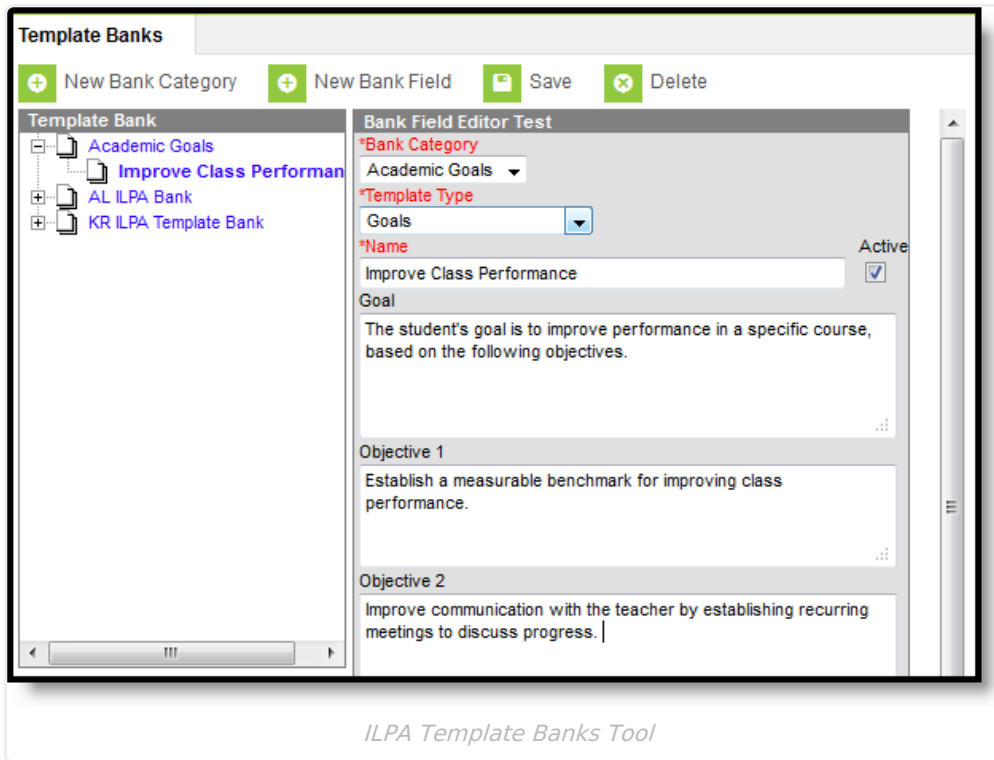 Template Banks
New Bank Category New Bank Field Save Delete
Template Bank
Academic Goals
Improve Class Performan
AL ILPA Bank
KR ILPA Template Bank
Bank Field Editor Test
*Bank Category
Academic Goals
*Template Type
Goals
*Name Active
Improve Class Performance
Goal
The student's goal is to improve performance in a specific course,
based on the following objectives.
Objective 1
Establish a measurable benchmark for improving class
performance.
Objective 2
Improve communication with the teacher by establishing recurring
meetings to discuss progress.
ILPA Template Banks Tool